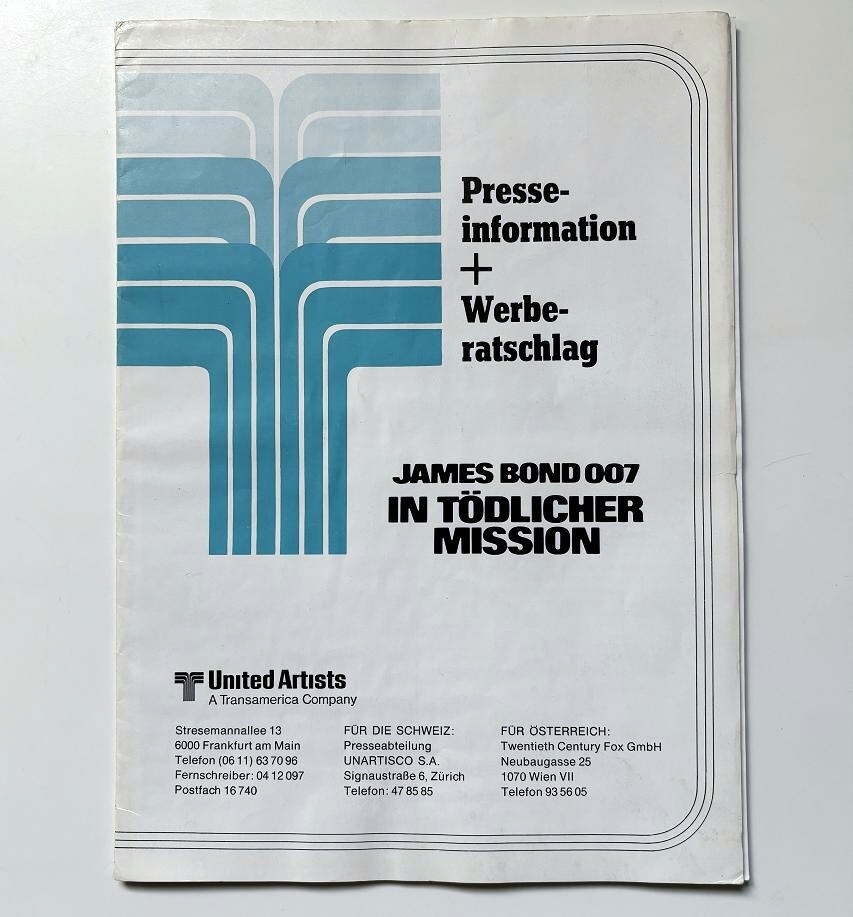 Presse-
information
+
Werbe-
ratschlag
JAMES BOND 007
IN TÖDLICHER
MISSION
United Artists
A Transamerica Company
Stresemannallee 13
6000 Frankfurt am Main
Telefon (06 11) 63 70 96
Fernschreiber: 04 12 097
Postfach 16 740
FÜR DIE SCHWEIZ:
Presseabteilung
UNARTISCO S.A.
Signaustraße 6, Zürich
Telefon: 47 85 85
FÜR ÖSTERREICH:
Twentieth Century Fox GmbH
Neubaugasse 25
1070 Wien VII
Telefon 93 56 05